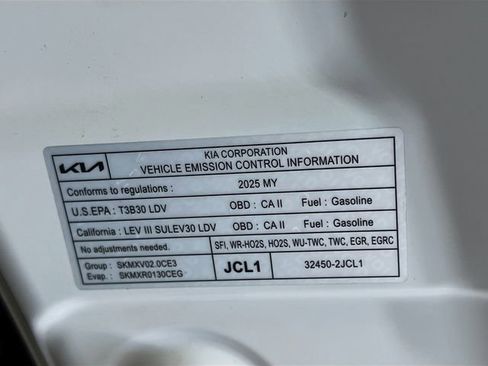 KIA
KIA CORPORATION
VEHICLE EMISSION CONTROL INFORMATION
Conforms to regulations : 2025 MY
U.S.EPA : T3B30 LDV OBD : CA II Fuel : Gasoline
California : LEV III SULEV30 LDV OBD : CA II Fuel : Gasoline
No adjustments needed. SFI, WR-HO2S, HO2S, WU-TWC, TWC, EGR, EGRC
Group : SKMXV02.0CE3
Evap. : SKMXR0130CEG
JCL1
32450-2JCL1